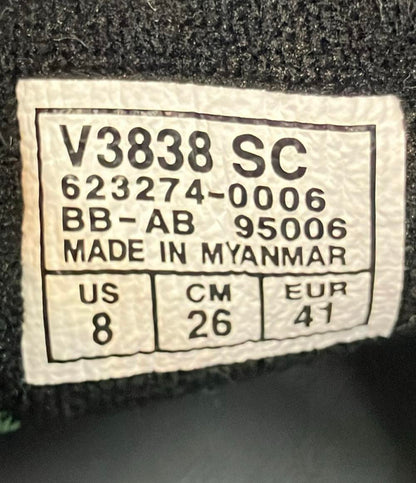 V3838 SC
623274-0006
BB-AB 95006
MADE IN MYANMAR
US CM EUR
8 26 41